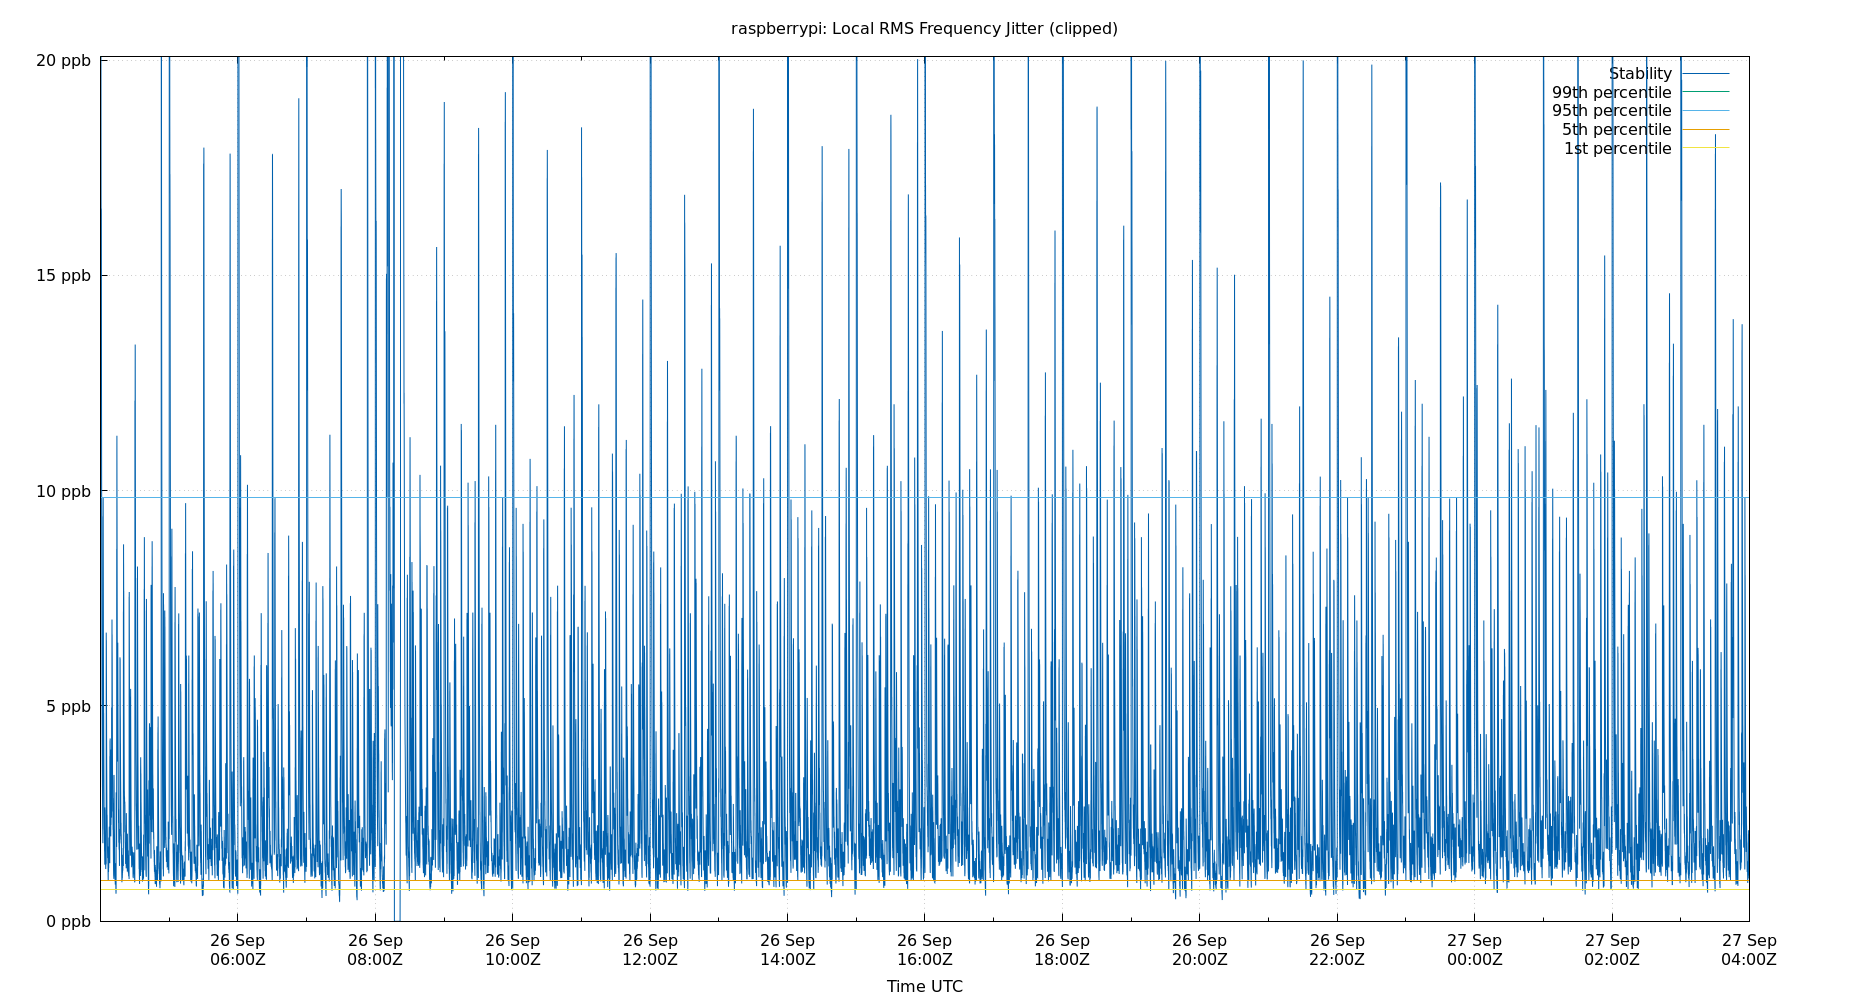 raspberrypi: Local RMS Frequency Jitter (clipped)
20 ppb
15 ppb
10 ppb
5 ppb
0 ppb
Stability
99th percentile
95th percentile
5th percentile
1st percentile
26 Sep 26 Sep 26 Sep 26 Sep 26 Sep 26 Sep 26 Sep 26 Sep 26 Sep 27 Sep 27 Sep 27 Sep
06:00Z 08:00Z 10:00Z 12:00Z 14:00Z 16:00Z 18:00Z 20:00Z 22:00Z 00:00Z 02:00Z 04:00Z
Time UTC